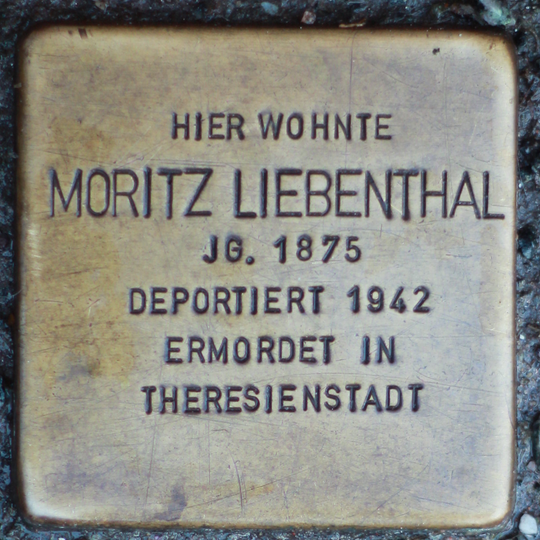 HIER WOHNTE
MORITZ LIEBENTHAL
JG. 1875
DEPORTIERT 1942
ERMORDET IN
THERESIENSTADT